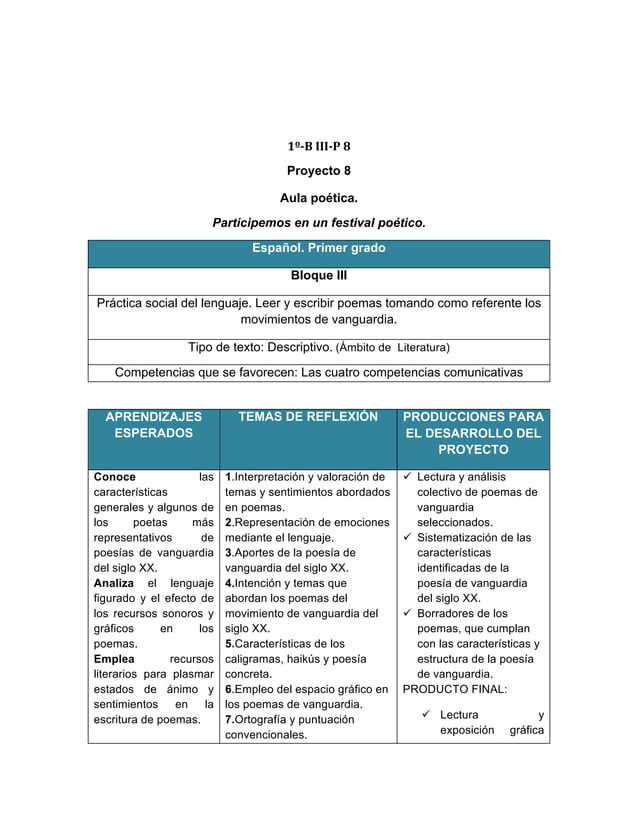 1º-B III-P 8
Proyecto 8
Aula poética.
Participemos en un festival poético.
Español. Primer grado
Bloque III
Práctica social del lenguaje. Leer y escribir poemas tomando como referente los
movimientos de vanguardia.
Tipo de texto: Descriptivo. (Ámbito de Literatura)
Competencias que se favorecen: Las cuatro competencias comunicativas
APRENDIZAJES
ESPERADOS
Conoce las
características
generales y algunos de
los poetas más
representativos de
poesías de vanguardia
del siglo XX.
Analiza el lenguaje
figurado y el efecto de
los recursos sonoros y
gráficos en los
poemas.
Emplea recursos
literarios para plasmar
estados de ánimo y
sentimientos en la
escritura de poemas.
TEMAS DE REFLEXIÓN
1.Interpretación y valoración de
temas y sentimientos abordados
en poemas.
2.Representación de emociones
mediante el lenguaje.
3.Aportes de la poesía de
vanguardia del siglo XX.
4.Intención y temas que
abordan los poemas del
movimiento de vanguardia del
siglo XX.
5.Características de los
caligramas, haikús y poesía
concreta.
6.Empleo del espacio gráfico en
los poemas de vanguardia.
7.Ortografía y puntuación
convencionales.
PRODUCCIONES PARA
EL DESARROLLO DEL
PROYECTO
✓ Lectura y análisis
colectivo de poemas de
vanguardia
seleccionados.
✓ Sistematización de las
características
identificadas de la
poesía de vanguardia
del siglo XX.
✓ Borradores de los
poemas, que cumplan
con las características y
estructura de la poesía
de vanguardia.
PRODUCTO FINAL:
✓ Lectura y
exposición gráfica